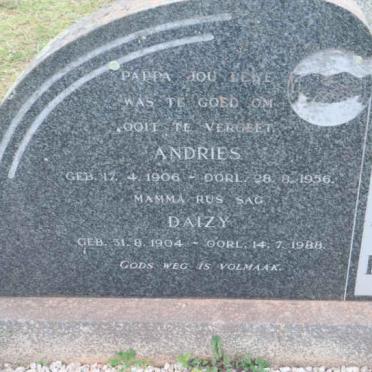 PAPPA JOU LEWE
WAS TE GOED OM
OOIT TE VERGEET.
ANDRIES
GEB. 17. 4. 1906 - OORL. 28. 8. 1956.
MAMMA RUS SAG
DAIZY
GEB. 31. 8. 1904 - OORL. 14. 7. 1988.
GODS WEG IS VOLMAAK.